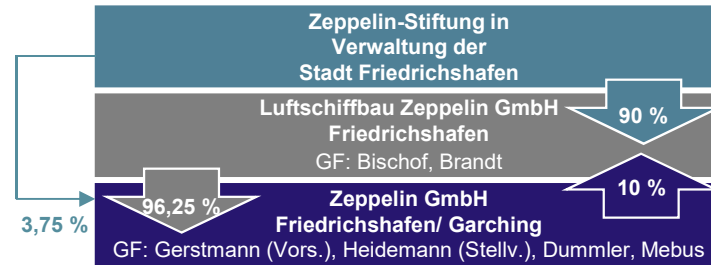 Zeppelin-Stiftung in
Verwaltung der
Stadt Friedrichshafen
Luftschiffbau Zeppelin GmbH
Friedrichshafen
GF: Bischof, Brandt
90 %
10 %
96,25 %
3,75 %
Zeppelin GmbH
Friedrichshafen/ Garching
GF: Gerstmann (Vors.), Heidemann (Stellv.), Dummler, Mebus